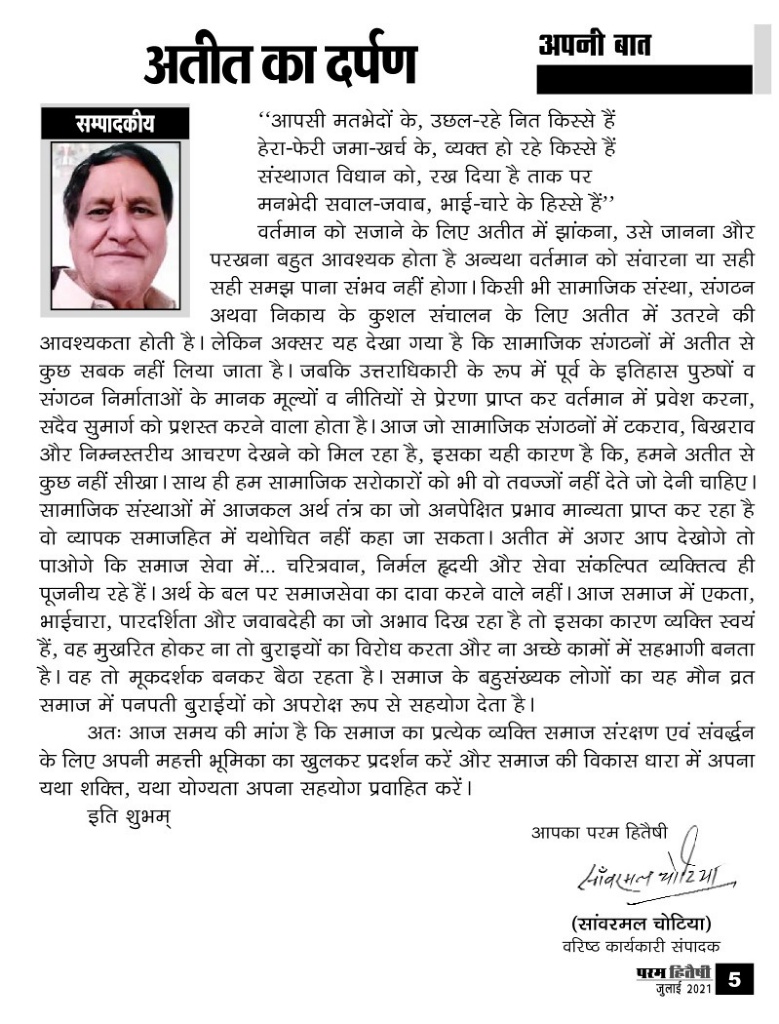 अतीत का दर्पण
अपनी बात
सम्पादकीय
‘‘आपसी मतभेदों के, उछल-रहे नित किस्से हैं
हेरा-फेरी जमा-खर्च के, व्यक्त हो रहे किस्से हैं
संस्थागत विधान को, रख दिया है ताक पर
मनभेदी सवाल-जवाब, भाई-चारे के हिस्से हैं’’
वर्तमान को सजाने के लिए अतीत में झांकना, उसे जानना और
परखना बहुत आवश्यक होता है अन्यथा वर्तमान को संवारना या सही
सही समझ पाना संभव नहीं होगा। किसी भी सामाजिक संस्था, संगठन
अथवा निकाय के कुशल संचालन के लिए अतीत में उतरने की
आवश्यकता होती है। लेकिन अक्सर यह देखा गया है कि सामाजिक संगठनों में अतीत से
कुछ सबक नहीं लिया जाता है। जबकि उत्तराधिकारी के रूप में पूर्व के इतिहास पुरुषों व
संगठन निर्माताओं के मानक मूल्यों व नीतियों से प्रेरणा प्राप्त कर वर्तमान में प्रवेश करना,
सदैव सुमार्ग को प्रशस्त करने वाला होता है। आज जो सामाजिक संगठनों में टकराव, बिखराव
और निम्नस्तरीय आचरण देखने को मिल रहा है, इसका यही कारण है कि, हमने अतीत से
कुछ नहीं सीखा। साथ ही हम सामाजिक सरोकारों को भी वो तवज्जों नहीं देते जो देनी चाहिए।
सामाजिक संस्थाओं में आजकल अर्थ तंत्र का जो अनपेक्षित प्रभाव मान्यता प्राप्त कर रहा है
वो व्यापक समाजहित में यथोचित नहीं कहा जा सकता। अतीत में अगर आप देखोगे तो
पाओगे कि समाज सेवा में... चरित्रवान, निर्मल हृदयी और सेवा संकल्पित व्यक्तित्व ही
पूजनीय रहे हैं। अर्थ के बल पर समाजसेवा का दावा करने वाले नहीं। आज समाज में एकता,
भाईचारा, पारदर्शिता और जवाबदेही का जो अभाव दिख रहा है तो इसका कारण व्यक्ति स्वयं
हैं, वह मुखरित होकर ना तो बुराइयों का विरोध करता और ना अच्छे कामों में सहभागी बनता
है। वह तो मूकदर्शक बनकर बैठा रहता है। समाज के बहुसंख्यक लोगों का यह मौन व्रत
समाज में पनपती बुराईयों को अपरोक्ष रूप से सहयोग देता है।
अतः आज समय की मांग है कि समाज का प्रत्येक व्यक्ति समाज संरक्षण एवं संवर्द्धन
के लिए अपनी महत्ती भूमिका का खुलकर प्रदर्शन करें और समाज की विकास धारा में अपना
यथा शक्ति, यथा योग्यता अपना सहयोग प्रवाहित करें।
इति शुभम्
आपका परम हितैषी
साँवरमल चोटिया
(सांवरमल चोटिया)
वरिष्ठ कार्यकारी संपादक
परम हितैषी
जुलाई 2021
5